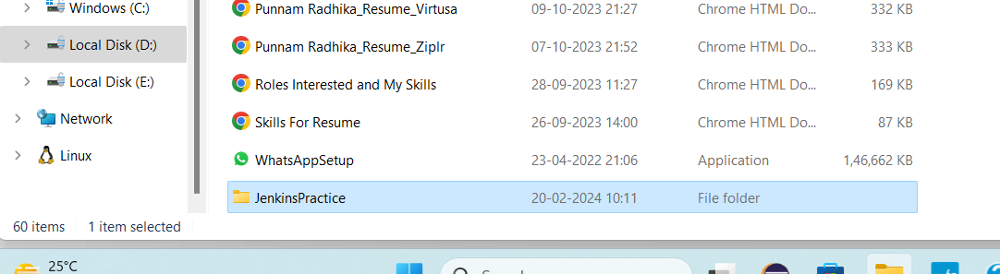 Windows (C:)
Punnam Radhika_Resume_Virtusa 09-10-2023 21:27 Chrome HTML Do... 332 KB
Local Disk (D:)
Punnam Radhika_Resume_Ziplr 07-10-2023 21:52 Chrome HTML Do... 333 KB
Local Disk (E:)
Roles Interested and My Skills 28-09-2023 11:27 Chrome HTML Do... 169 KB
Network
Skills For Resume 26-09-2023 14:00 Chrome HTML Do... 87 KB
Linux
WhatsAppSetup 23-04-2022 21:06 Application 1,46,662 KB
JenkinsPractice 20-02-2024 10:11 File folder
60 items 1 item selected
25°C